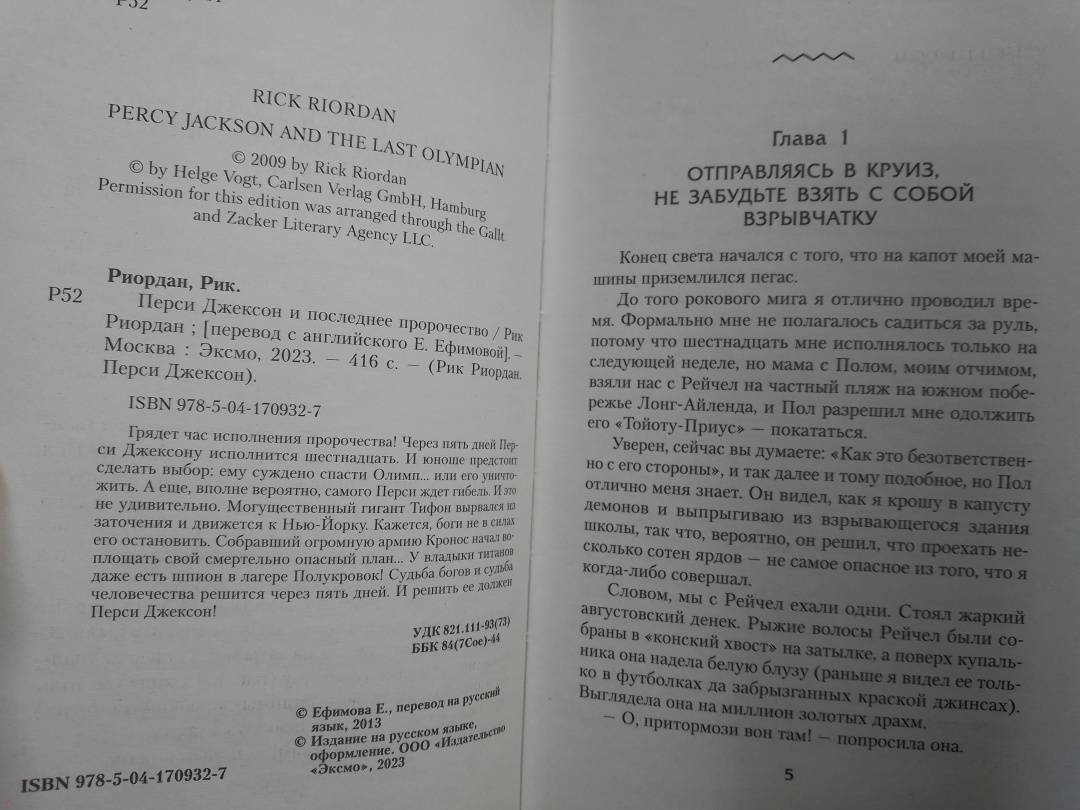 Р52
RICK RIORDAN
PERCY JACKSON AND THE LAST OLYMPIAN
© 2009 by Rick Riordan
© by Helge Vogt, Carlsen Verlag GmbH, Hamburg
Permission for this edition was arranged through the Gallt
and Zacker Literary Agency LLC.
Риордан, Рик.
Р52
Перси Джексон и последнее пророчество / Рик
Риордан ; [перевод с английского Е. Ефимовой]. –
Москва : Эксмо, 2023. — 416 с. — (Рик Риордан.
Перси Джексон).
ISBN 978-5-04-170932-7
Грядет час исполнения пророчества! Через пять дней Пер-
си Джексону исполнится шестнадцать. И юноше предстоит
сделать выбор: ему суждено спасти Олимп... или его уничто-
жить. А еще, вполне вероятно, самого Перси ждет гибель. И это
не удивительно. Могущественный гигант Тифон вырвался из
заточения и движется к Нью-Йорку. Кажется, боги не в силах
его остановить. Собравший огромную армию Кронос начал во-
площать свой смертельно опасный план... У владыки титанов
даже есть шпион в лагере Полукровок! Судьба богов и судьба
человечества решится через пять дней. И решить ее должен
Перси Джексон!
УДК 821.111-93(73)
ББК 84(7Сое)-44
© Ефимова Е., перевод на русский
язык, 2013
© Издание на русском языке,
оформление. ООО «Издательство
«Эксмо», 2023
ISBN 978-5-04-170932-7
Глава 1
ОТПРАВЛЯЯСЬ В КРУИЗ,
НЕ ЗАБУДЬТЕ ВЗЯТЬ С СОБОЙ
ВЗРЫВЧАТКУ
Конец света начался с того, что на капот моей ма-
шины приземлился пегас.
До того рокового мига я отлично проводил вре-
мя. Формально мне не полагалось садиться за руль,
потому что шестнадцать мне исполнялось только на
следующей неделе, но мама с Полом, моим отчимом,
взяли нас с Рейчел на частный пляж на южном побе-
режье Лонг-Айленда, и Пол разрешил мне одолжить
его «Тойоту-Приус» — покататься.
Уверен, сейчас вы думаете: «Как это безответствен-
но с его стороны», и так далее и тому подобное, но Пол
отлично меня знает. Он видел, как я крошу в капусту
демонов и выпрыгиваю из взрывающегося здания
школы, так что, вероятно, он решил, что проехать не-
сколько сотен ярдов — не самое опасное из того, что я
когда-либо совершал.
Словом, мы с Рейчел ехали одни. Стоял жаркий
августовский денек. Рыжие волосы Рейчел были со-
браны в «конский хвост» на затылке, а поверх купаль-
ника она надела белую блузу (раньше я видел ее толь-
ко в футболках да забрызганных краской джинсах).
Выглядела она на миллион золотых драхм.
— О, притормози вон там! — попросила она.
5